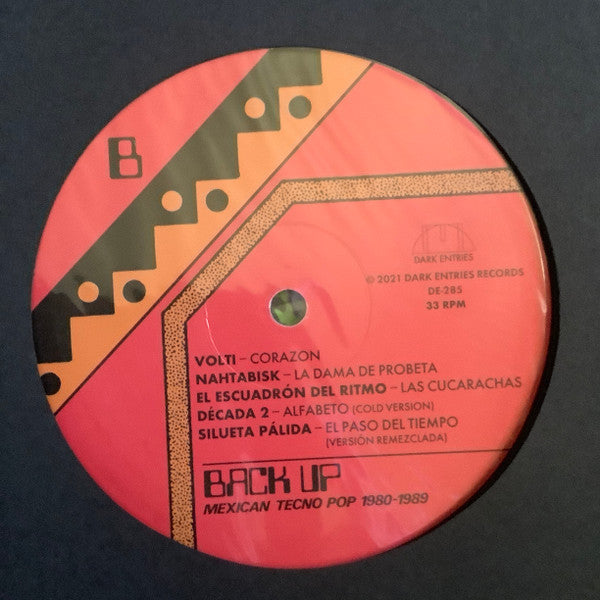 B
DARK ENTRIES
© 2021 DARK ENTRIES RECORDS
DE-285
33 RPM
VOLTI – CORAZON
NAHTABISK – LA DAMA DE PROBETA
EL ESCUADRÓN DEL RITMO – LAS CUCARACHAS
DÉCADA 2 – ALFABETO (COLD VERSION)
SILUETA PÁLIDA – EL PASO DEL TIEMPO
(VERSIÓN REMEZCLADA)
BACK UP
MEXICAN TECNO POP 1980-1989